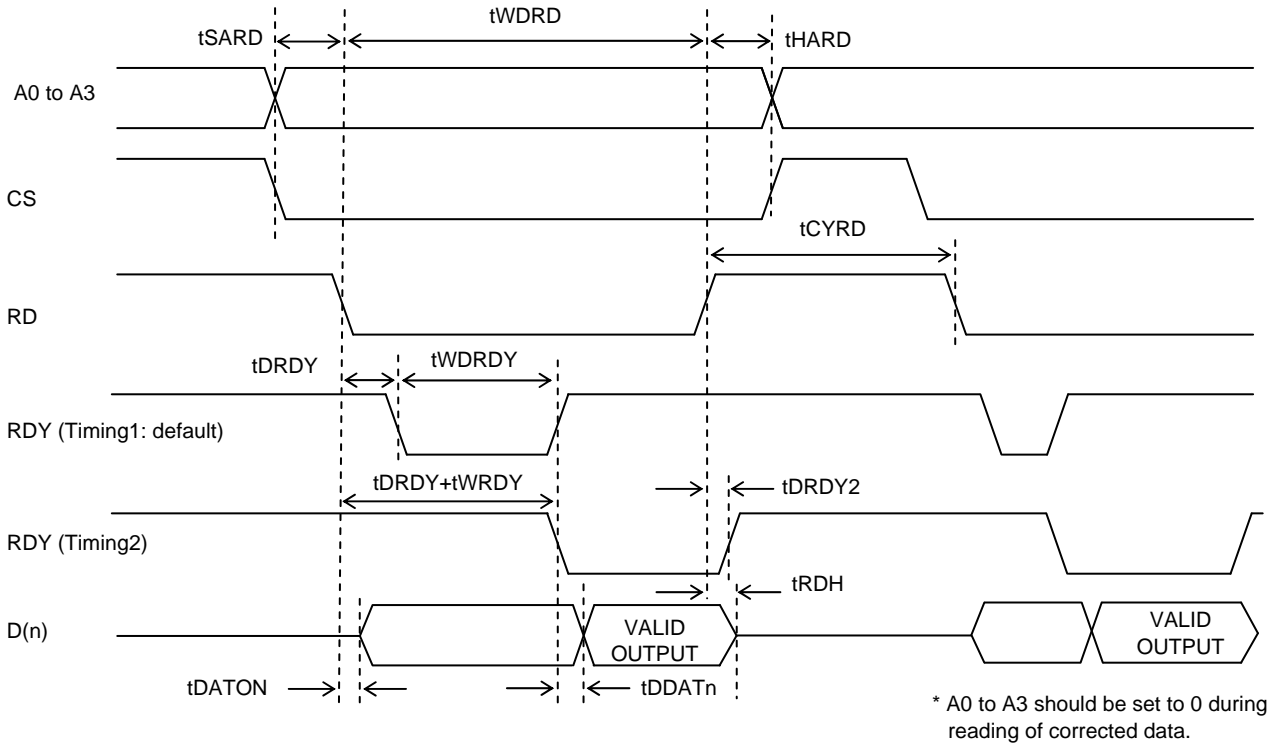 tWDRD
tSARD
tHARD
A0 to A3
CS
tCYRD
RD
tDRDY
tWDRDY
RDY (Timing1: default)
tDRDY+tWRDY
tDRDY2
RDY (Timing2)
tRDH
D(n)
VALID
OUTPUT
VALID
OUTPUT
tDATON
tDDATn
* A0 to A3 should be set to 0 during
reading of corrected data.